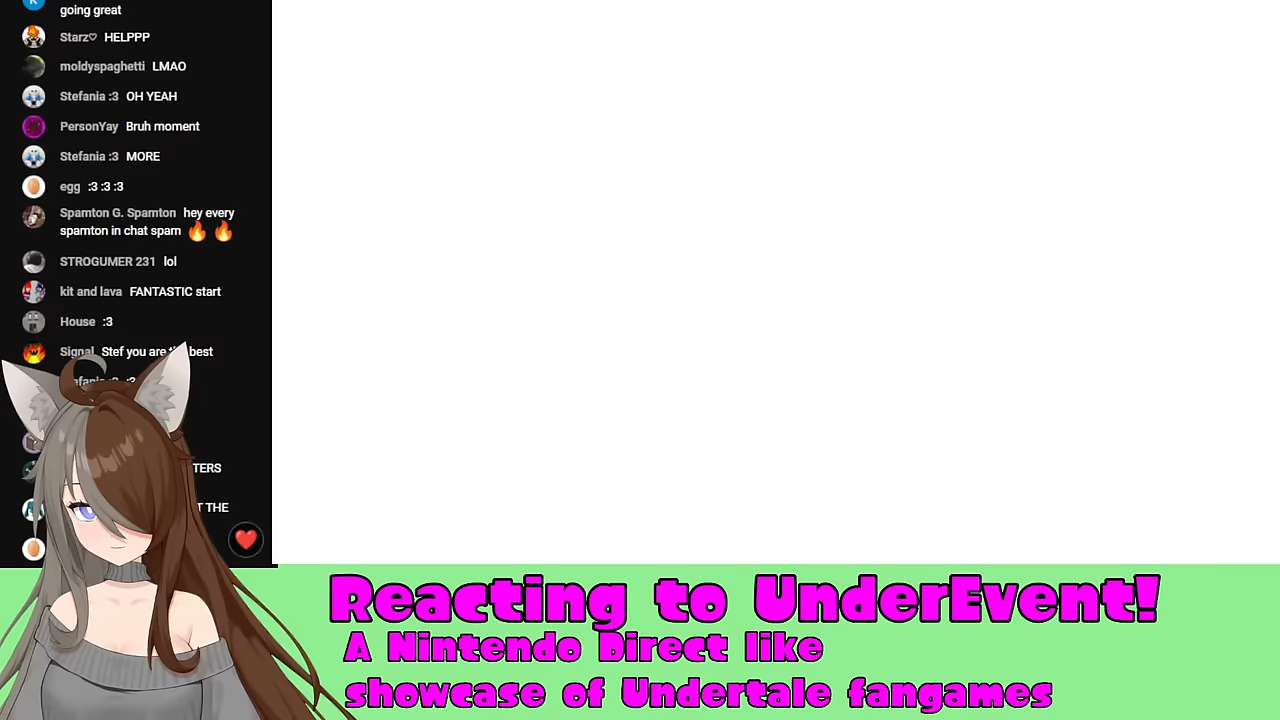 going great
Starz♡ HELPPP
moldyspaghetti LMAO
Stefania :3 OH YEAH
PersonYay Bruh moment
Stefania :3 MORE
egg :3 :3 :3
Spamton G. Spamton hey every
spamton in chat spam 🔥 🔥
STROGUMER 231 lol
kit and lava FANTASTIC start
House :3
Signal Stef you are best
TERS
T THE
Reacting to UnderEvent!
A Nintendo Direct like
showcase of Undertale fangames